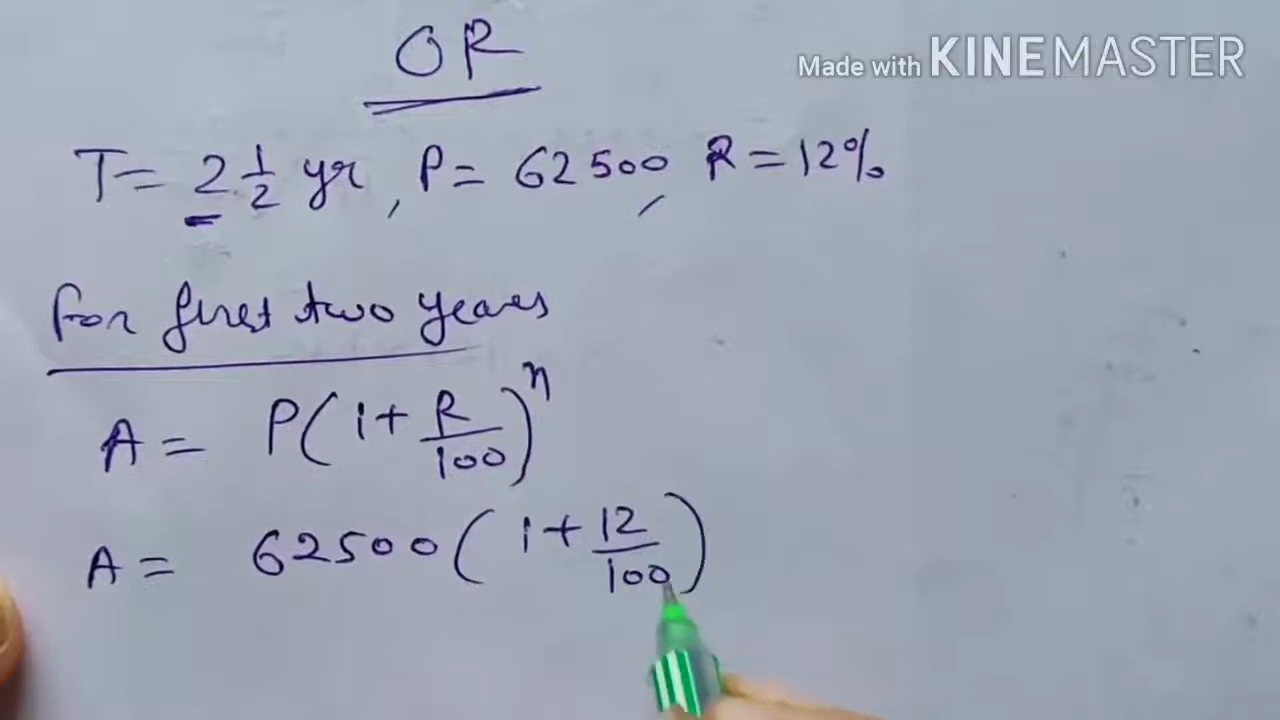 OR
Made with KINEMASTER
T = 2 1/2 yr, P = 62500, R = 12%
For first two years
A = P(1 + R/100)^n
A = 62500(1 + 12/100)